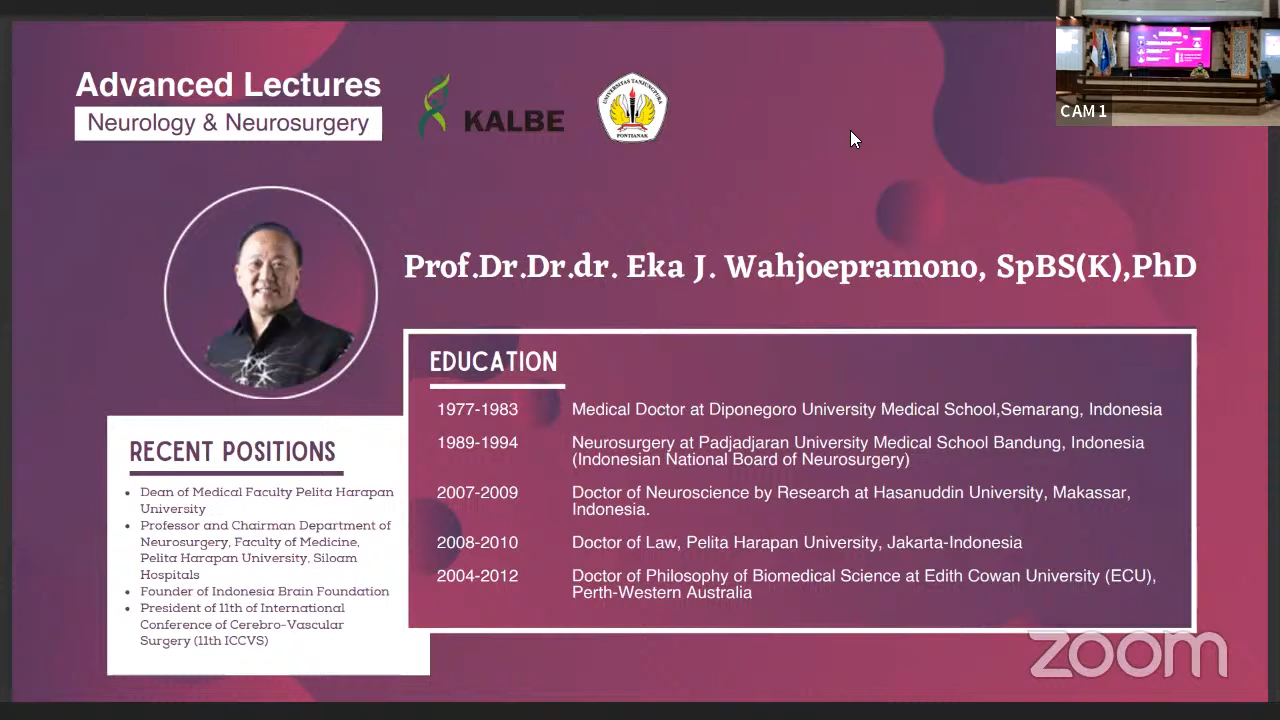 Advanced Lectures
Neurology & Neurosurgery
KALBE
UNIVERSITAS TANJUNGPURA
PONTIANAK
CAM 1
Prof.Dr.Dr.dr. Eka J. Wahjoepramono, SpBS(K),PhD
EDUCATION
1977-1983 Medical Doctor at Diponegoro University Medical School,Semarang, Indonesia
1989-1994 Neurosurgery at Padjadjaran University Medical School Bandung, Indonesia
(Indonesian National Board of Neurosurgery)
2007-2009 Doctor of Neuroscience by Research at Hasanuddin University, Makassar,
Indonesia.
2008-2010 Doctor of Law, Pelita Harapan University, Jakarta-Indonesia
2004-2012 Doctor of Philosophy of Biomedical Science at Edith Cowan University (ECU),
Perth-Western Australia
RECENT POSITIONS
• Dean of Medical Faculty Pelita Harapan
University
• Professor and Chairman Department of
Neurosurgery, Faculty of Medicine,
Pelita Harapan University, Siloam
Hospitals
• Founder of Indonesia Brain Foundation
• President of 11th of International
Conference of Cerebro-Vascular
Surgery (11th ICCVS)
zoom